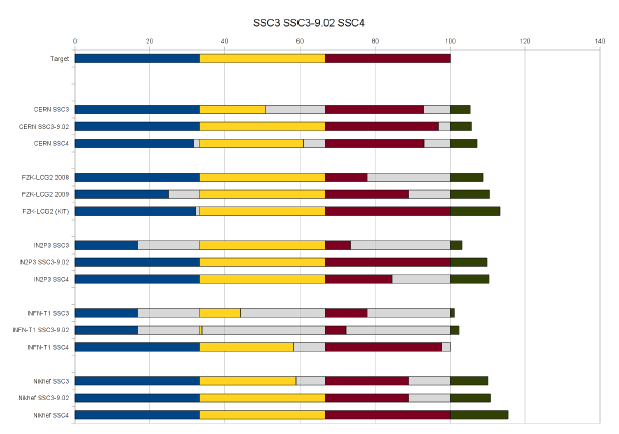 SSC3 SSC3-9.02 SSC4
0 20 40 60 80 100 120 140
Target
CERN SSC3
CERN SSC3-9.02
CERN SSC4
FZK-LCG2 2008
FZK-LCG2 2009
FZK-LCG2 (KIT)
IN2P3 SSC3
IN2P3 SSC3-9.02
IN2P3 SSC4
INFN-T1 SSC3
INFN-T1 SSC3-9.02
INFN-T1 SSC4
Nikhef SSC3
Nikhef SSC3-9.02
Nikhef SSC4